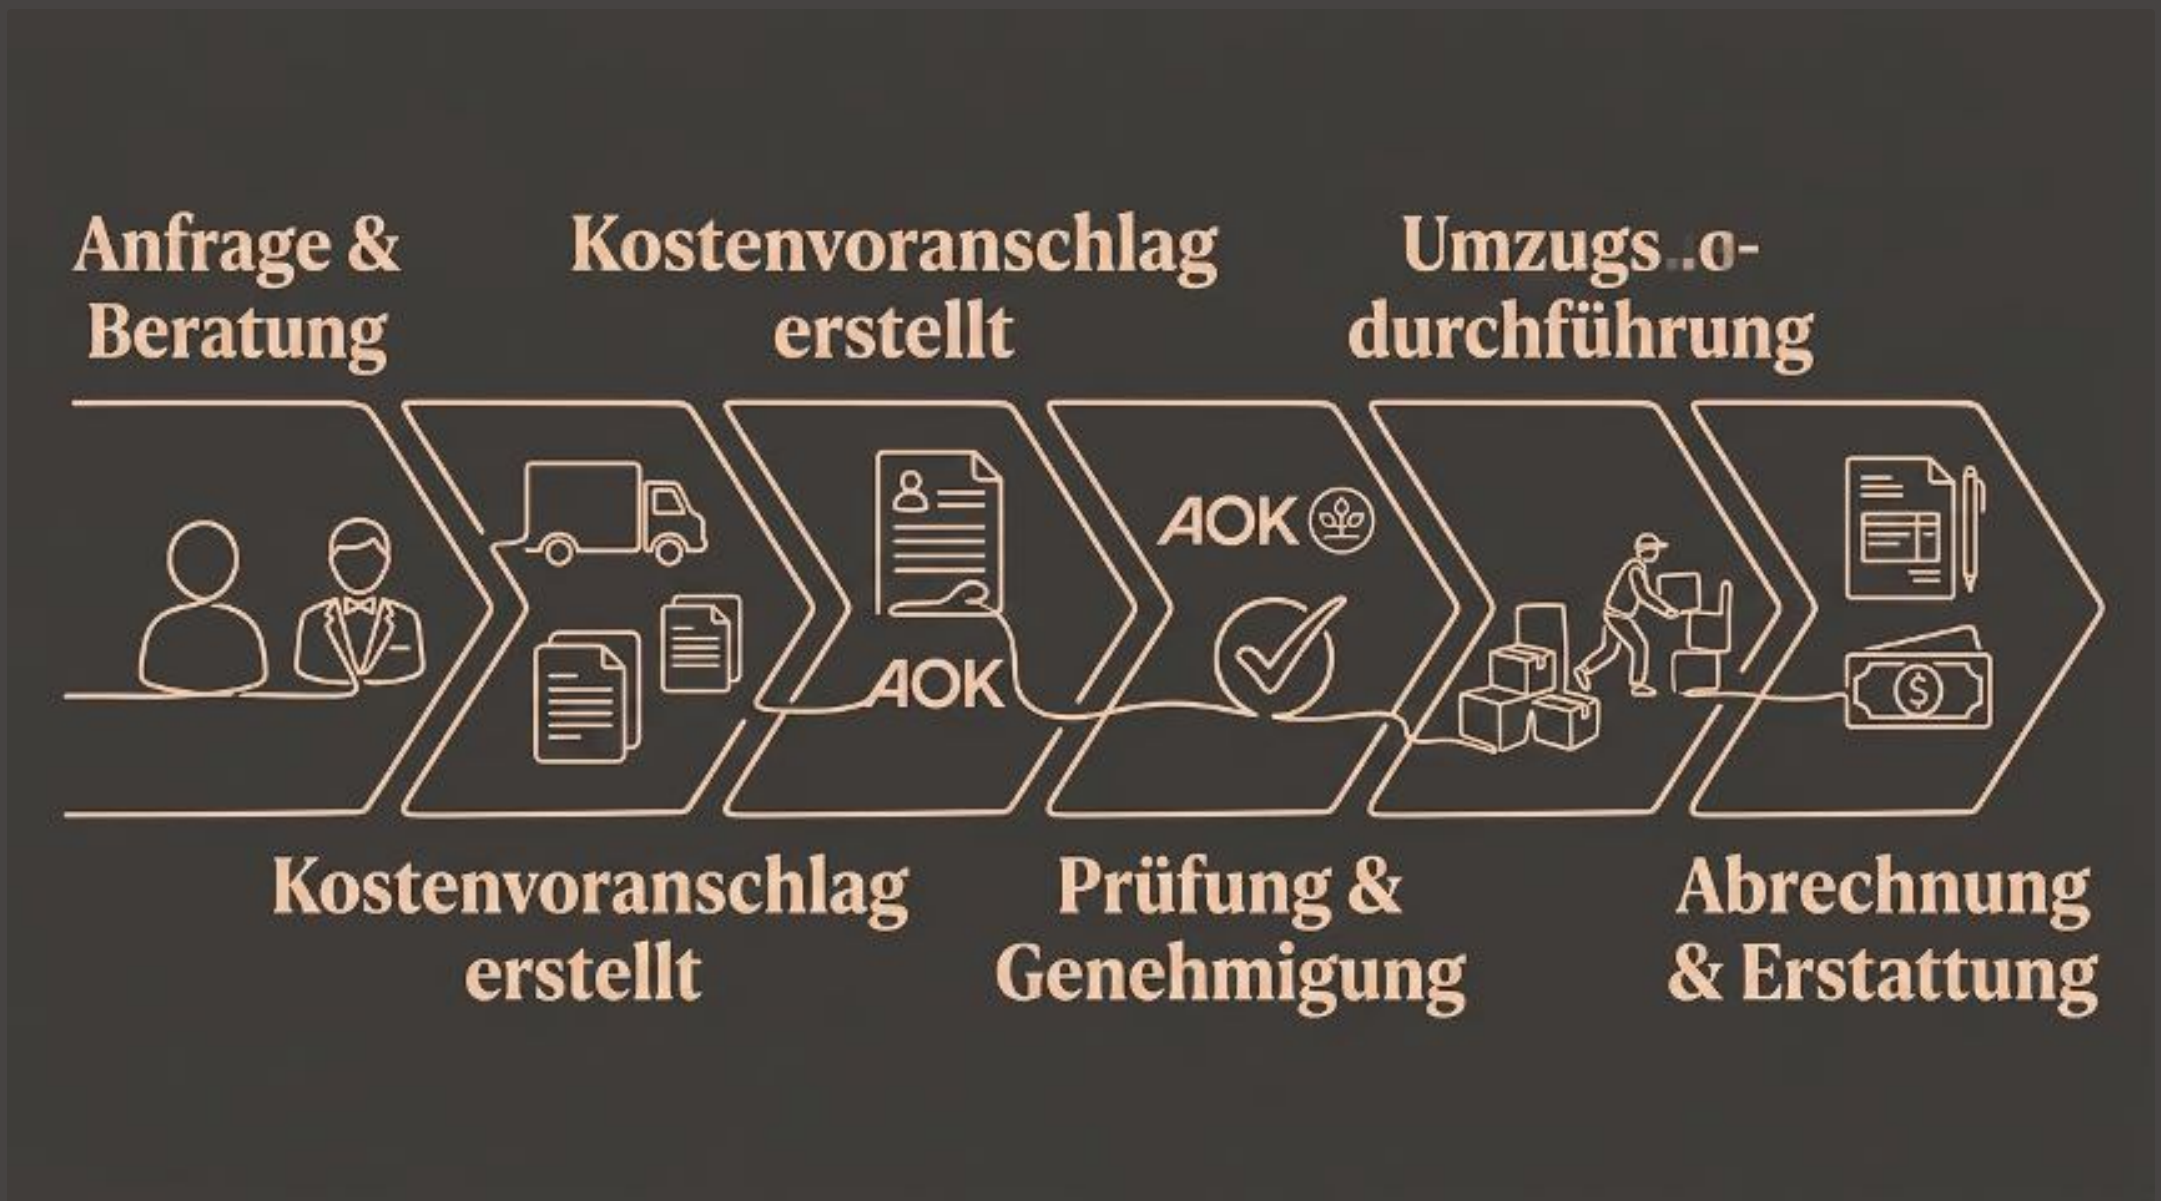 Anfrage &
Beratung
Kostenvoranschlag
erstellt
Umzugs..o-
durchführung
AOK
AOK
$
Kostenvoranschlag
erstellt
Prüfung &
Genehmigung
Abrechnung
& Erstattung